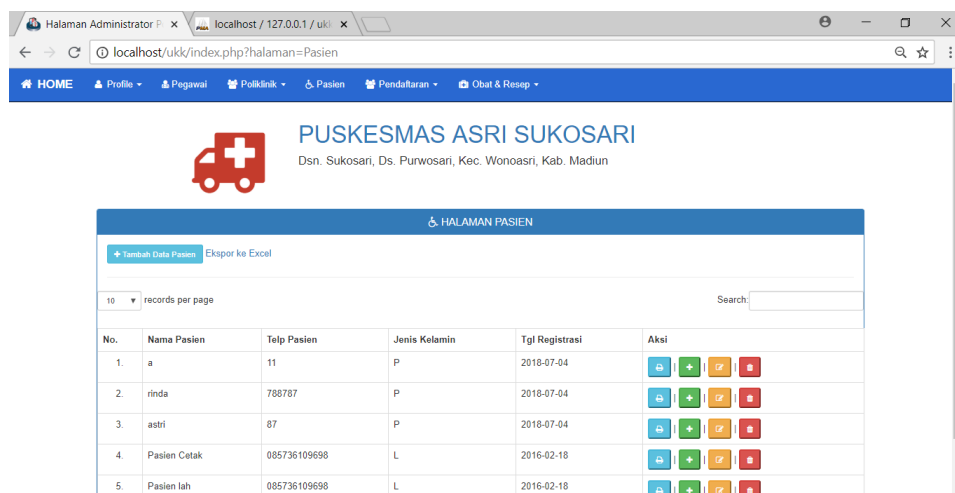 Halaman Administrator P
localhost / 127.0.0.1 / uk
localhost/ukk/index.php?halaman=Pasien
HOME Profile Pegawai Poliklinik Pasien Pendaftaran Obat & Resep
PUSKESMAS ASRI SUKOSARI
Dsn. Sukosari, Ds. Purwosari, Kec. Wonoasri, Kab. Madiun
HALAMAN PASIEN
Tambah Data Pasien Ekspor ke Excel
10 records per page Search:
No. Nama Pasien Telp Pasien Jenis Kelamin Tgl Registrasi Aksi
1. a 11 P 2018-07-04 | | |
2. rinda 788787 P 2018-07-04 | | |
3. astri 87 P 2018-07-04 | | |
4. Pasien Cetak 085736109698 L 2016-02-18 | | |
5. Pasien lah 085736109698 L 2016-02-18 | | |